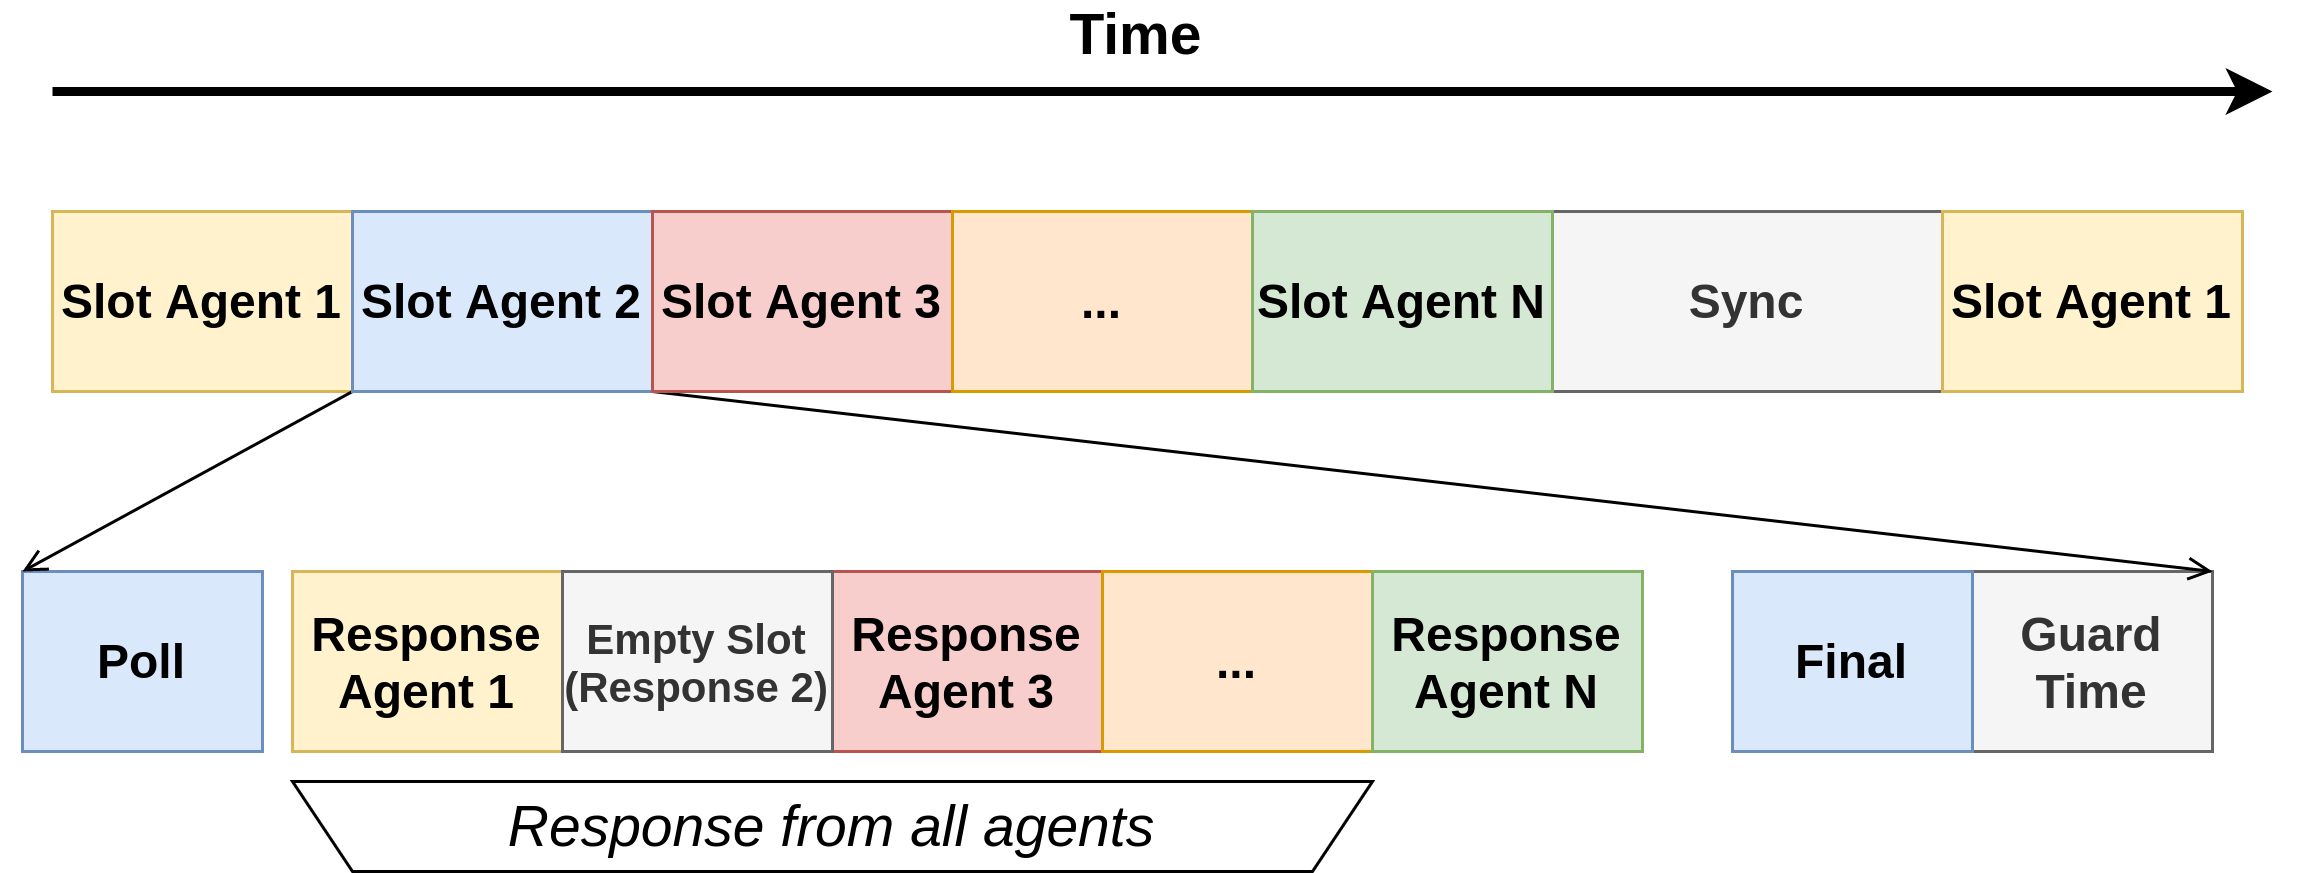 Time
Slot Agent 1
Slot Agent 2
Slot Agent 3
...
Slot Agent N
Sync
Slot Agent 1
Poll
Response
Agent 1
Empty Slot
(Response 2)
Response
Agent 3
...
Response
Agent N
Final
Guard
Time
Response from all agents